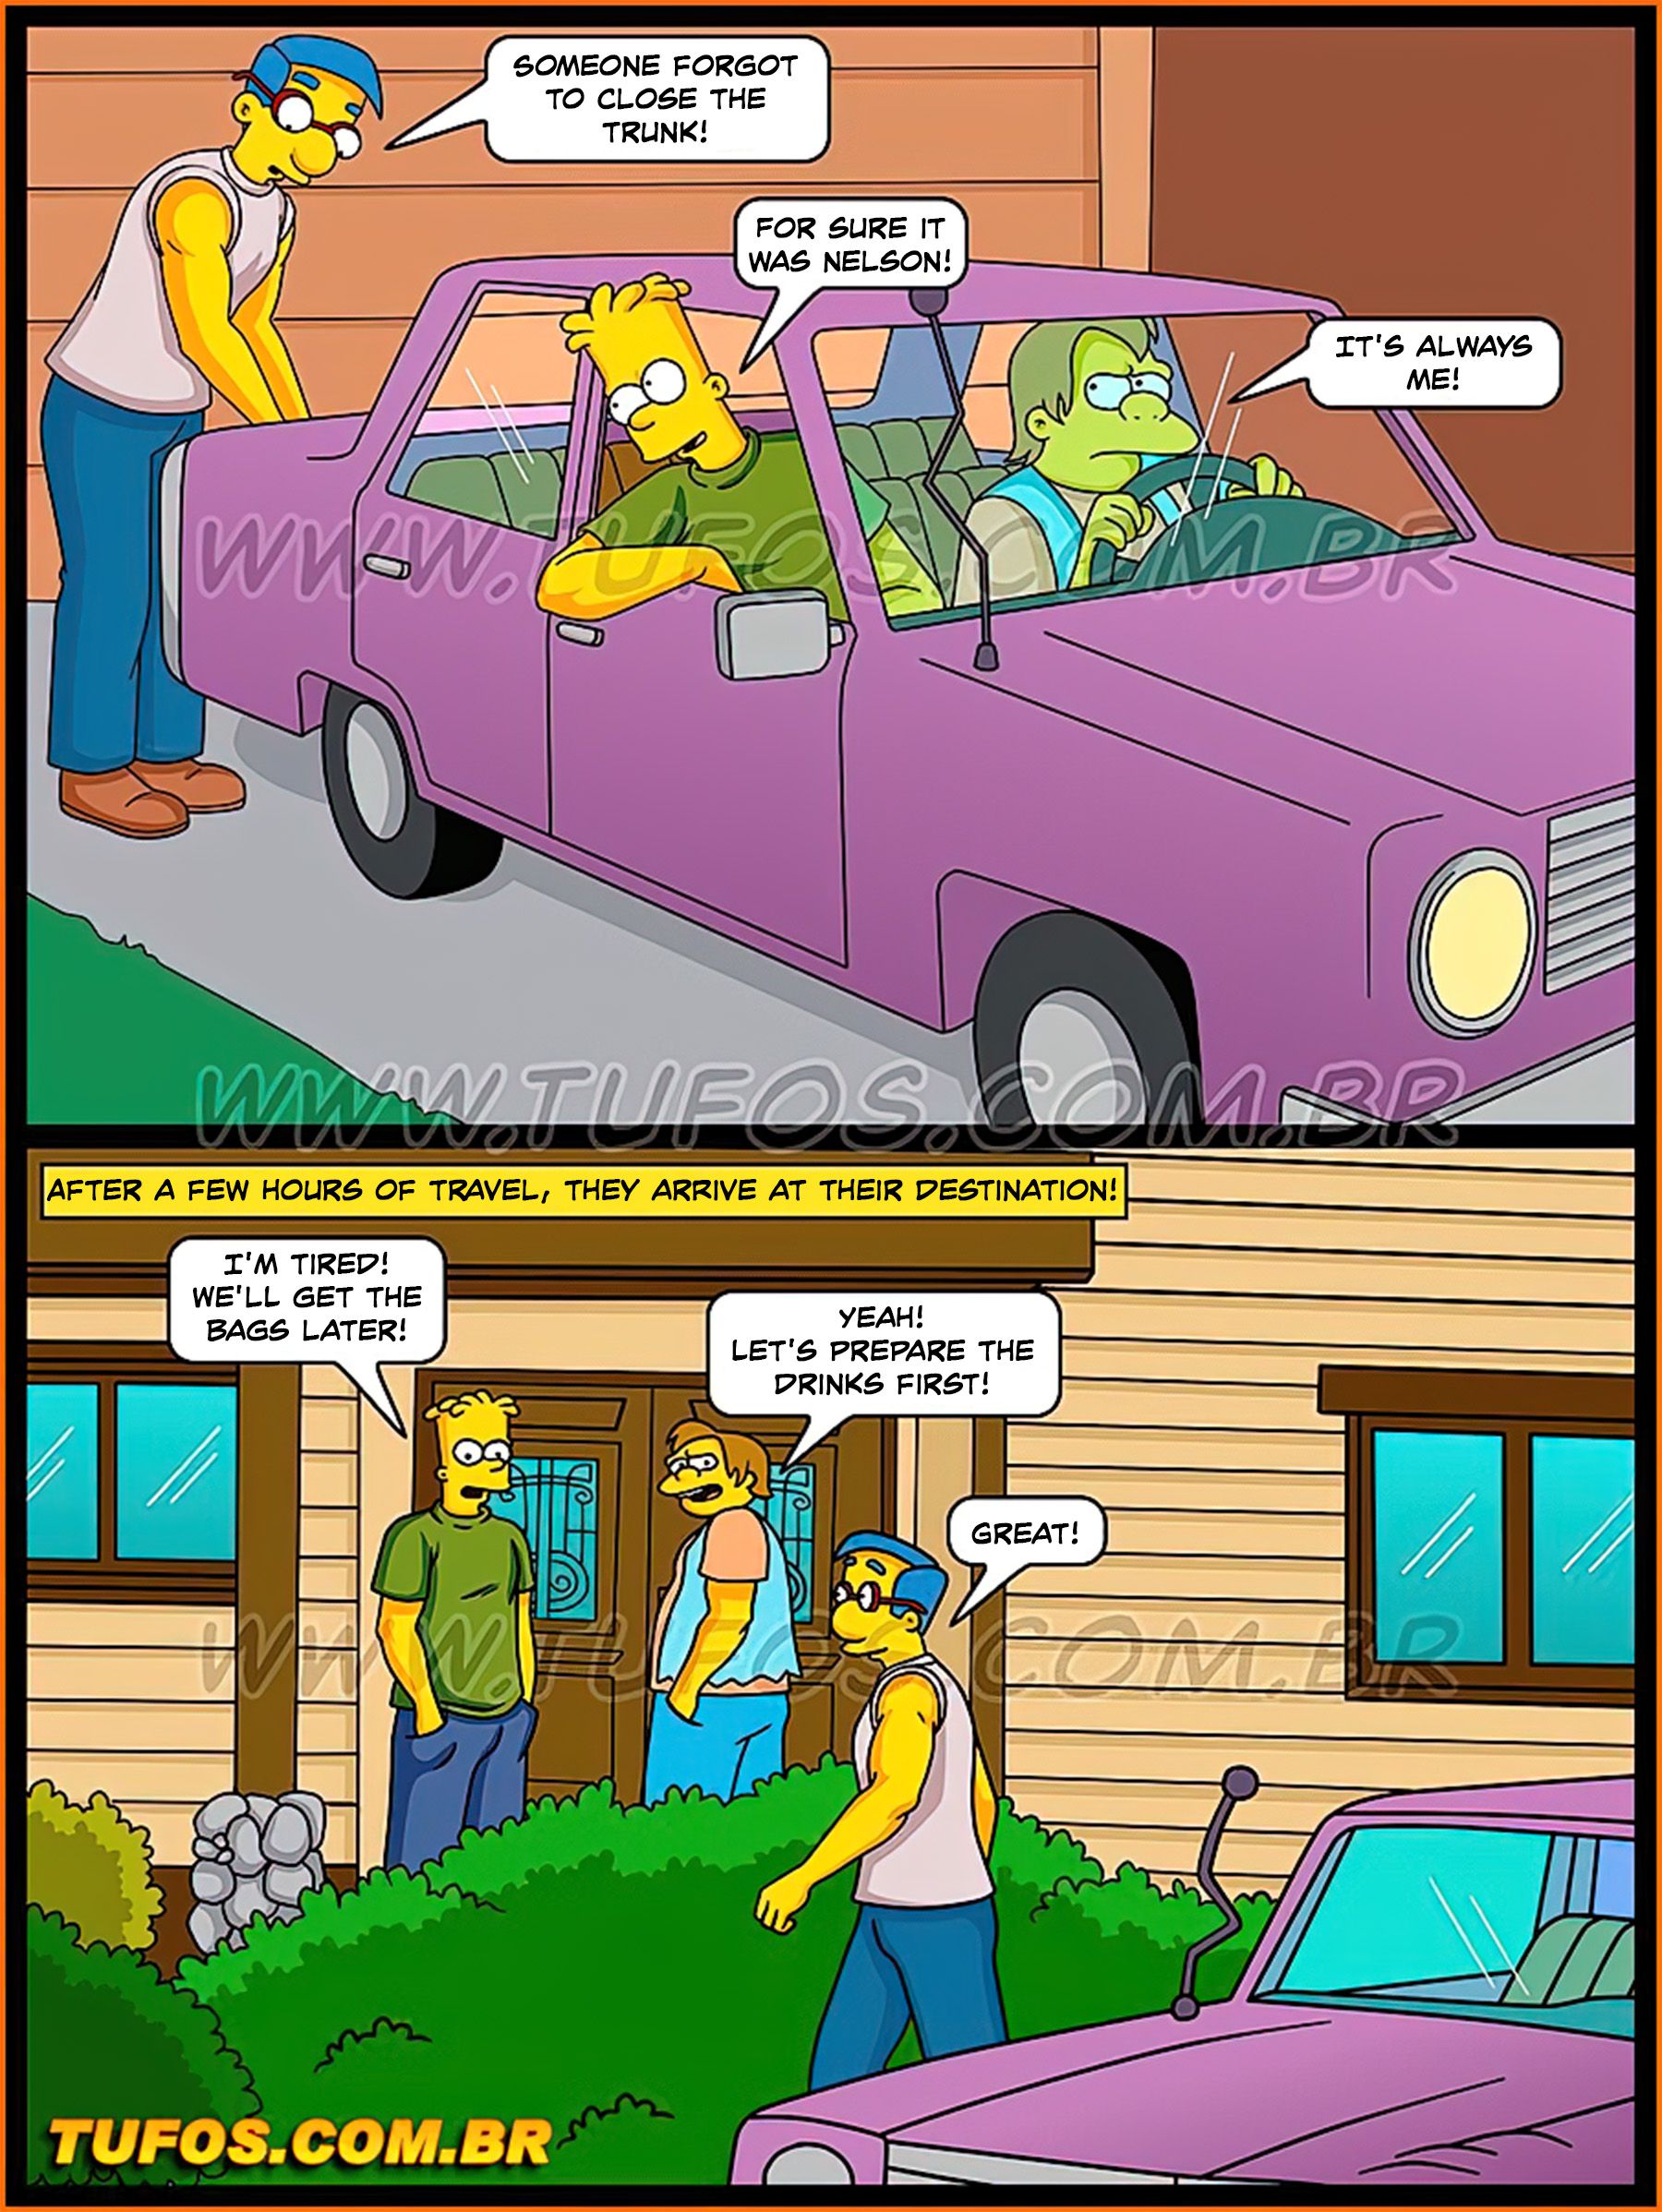 SOMEONE FORGOT
TO CLOSE THE
TRUNK!
FOR SURE IT
WAS NELSON!
IT'S ALWAYS
ME!
WWW.TUFOS.COM.BR
WWW.TUFOS.COM.BR
AFTER A FEW HOURS OF TRAVEL, THEY ARRIVE AT THEIR DESTINATION!
I'M TIRED!
WE'LL GET THE
BAGS LATER!
YEAH!
LET'S PREPARE THE
DRINKS FIRST!
GREAT!
WWW.TUFOS.COM.BR
TUFOS.COM.BR